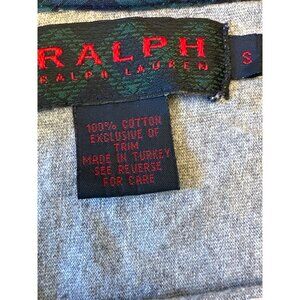 RALPH
RALPH LAUREN
S
100% COTTON
EXCLUSIVE OF
TRIM
MADE IN TURKEY
SEE REVERSE
FOR CARE